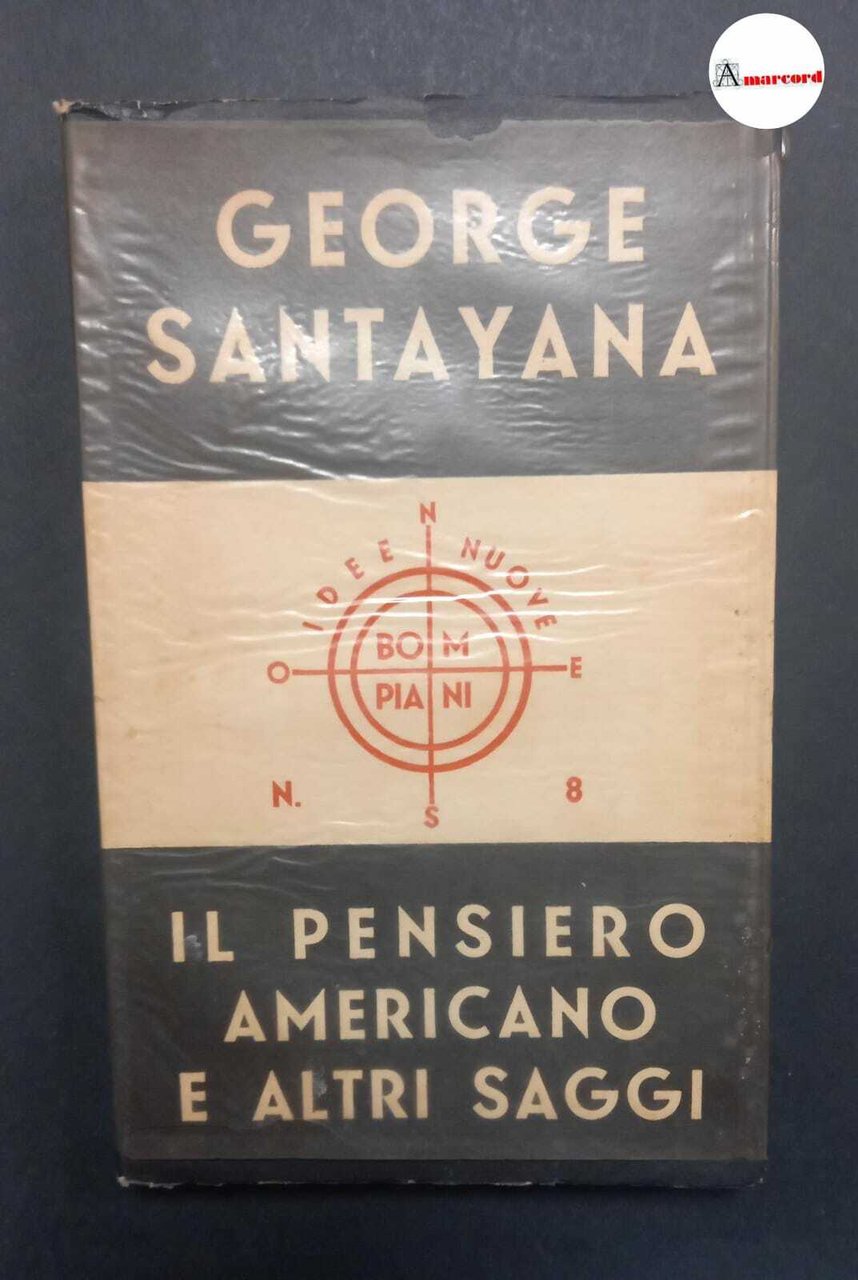 Amarcord
GEORGE
SANTAYANA
N
IDEE NUOVE
BOM
PIANI
O
E
N.
8
S
IL PENSIERO
AMERICANO
E ALTRI SAGGI